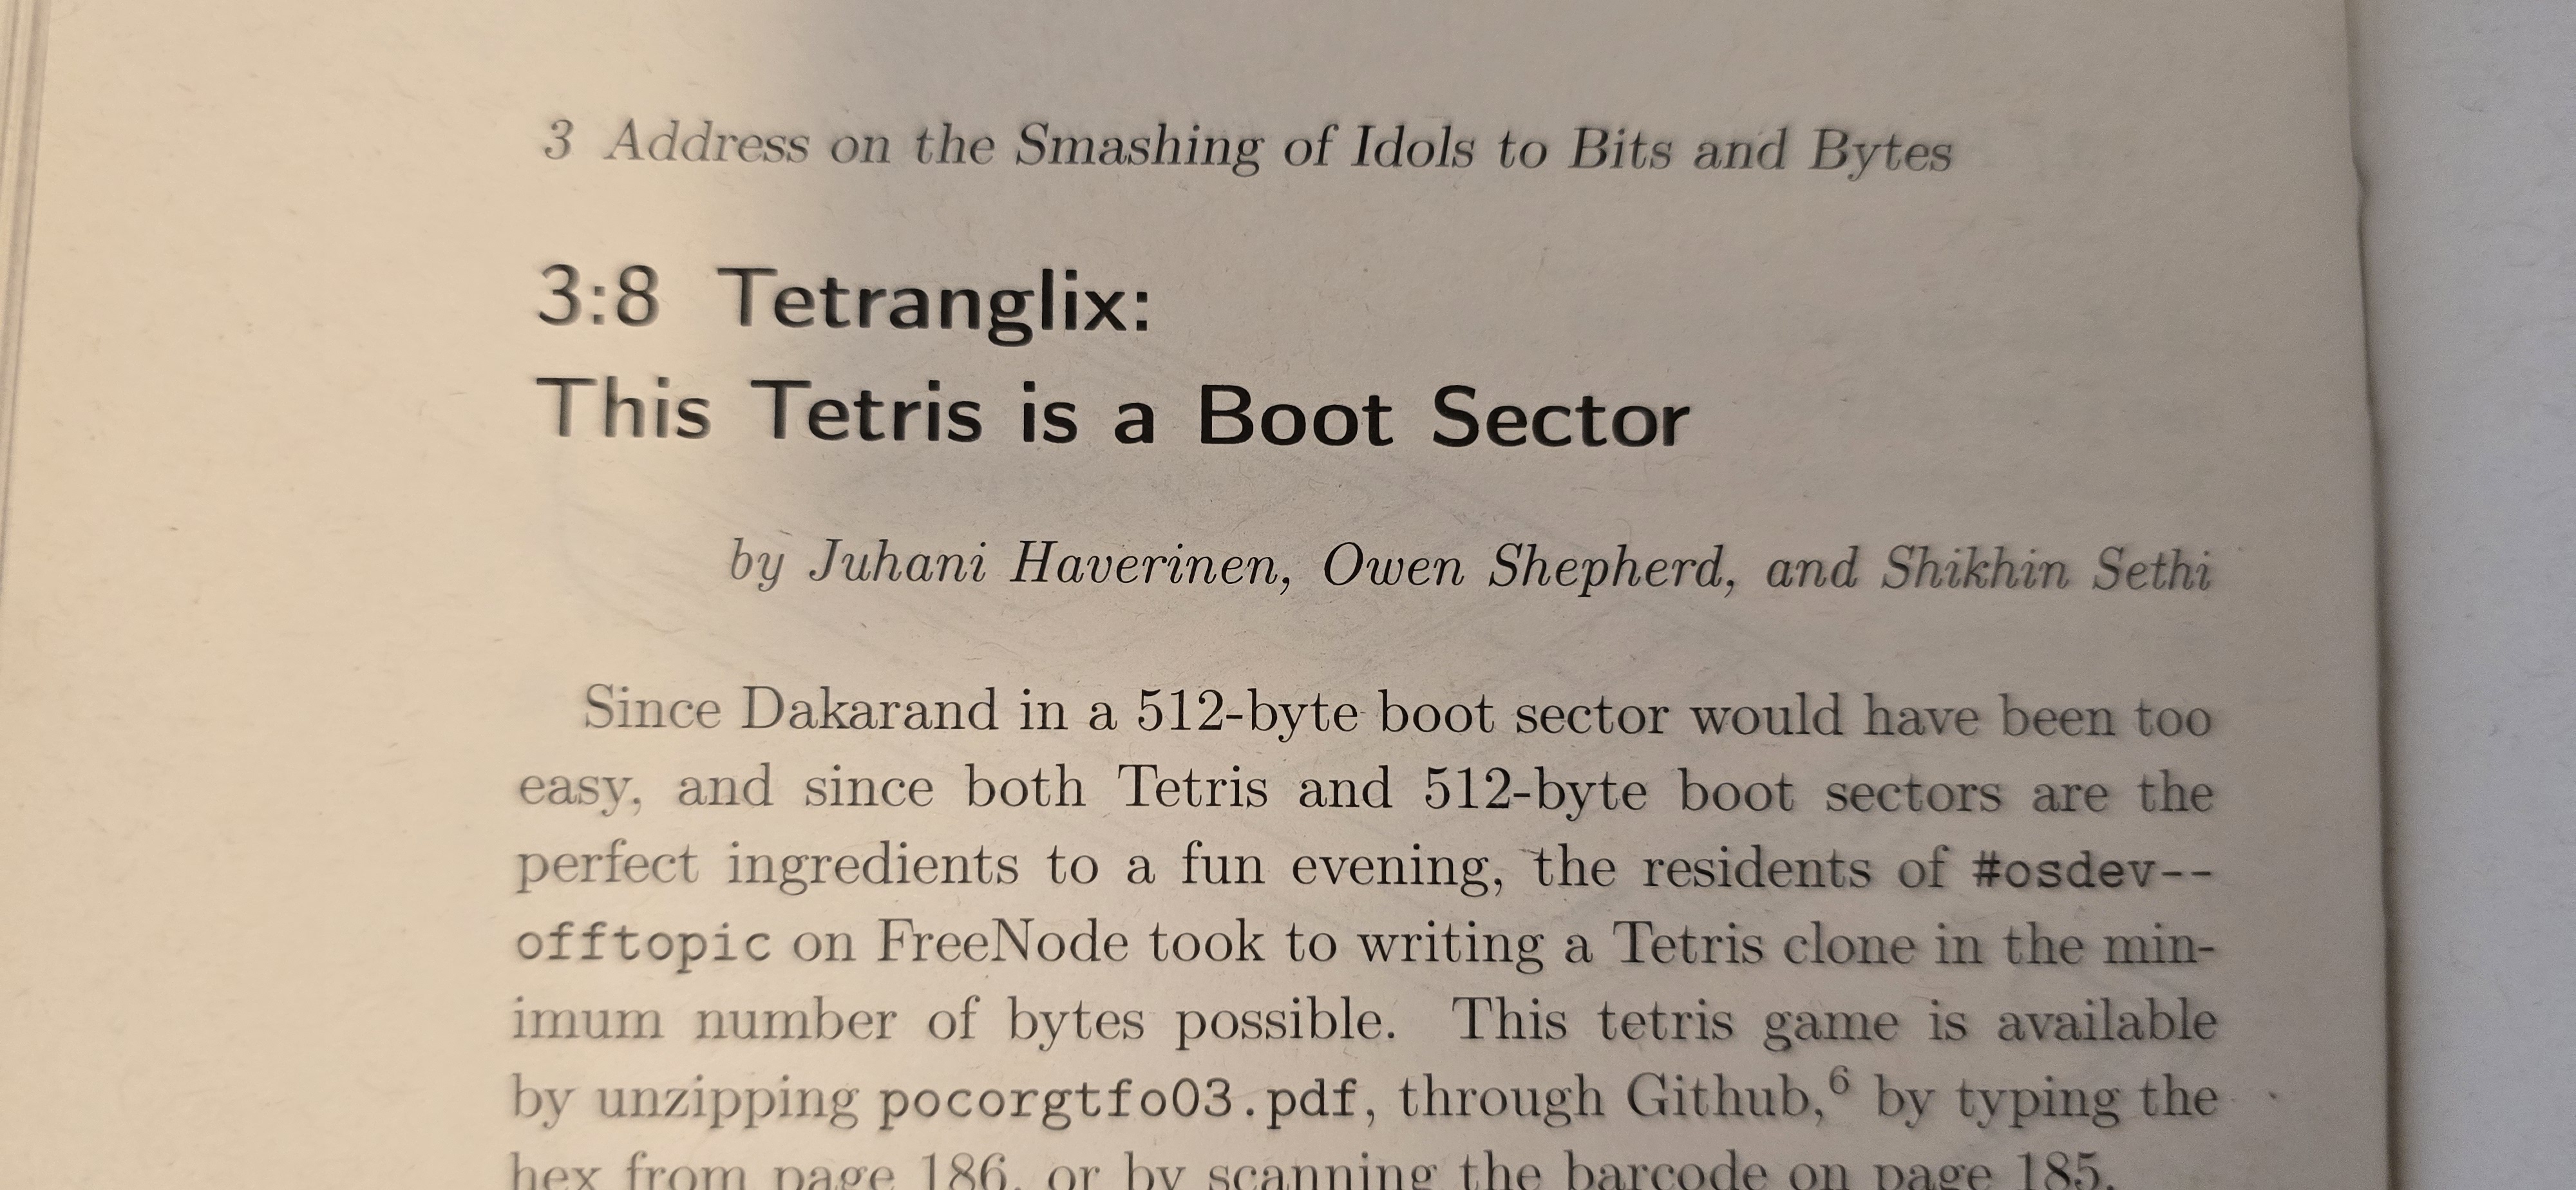 3 Address on the Smashing of Idols to Bits and Bytes
3:8 Tetranglix:
This Tetris is a Boot Sector
by Juhani Haverinen, Owen Shepherd, and Shikhin Sethi
Since Dakarand in a 512-byte boot sector would have been too
easy, and since both Tetris and 512-byte boot sectors are the
perfect ingredients to a fun evening, the residents of #osdev--
offtopic on FreeNode took to writing a Tetris clone in the min-
imum number of bytes possible. This tetris game is available
by unzipping pocorgtfo03.pdf, through Github,⁶ by typing the
hex from page 186, or by scanning the barcode on page 185.